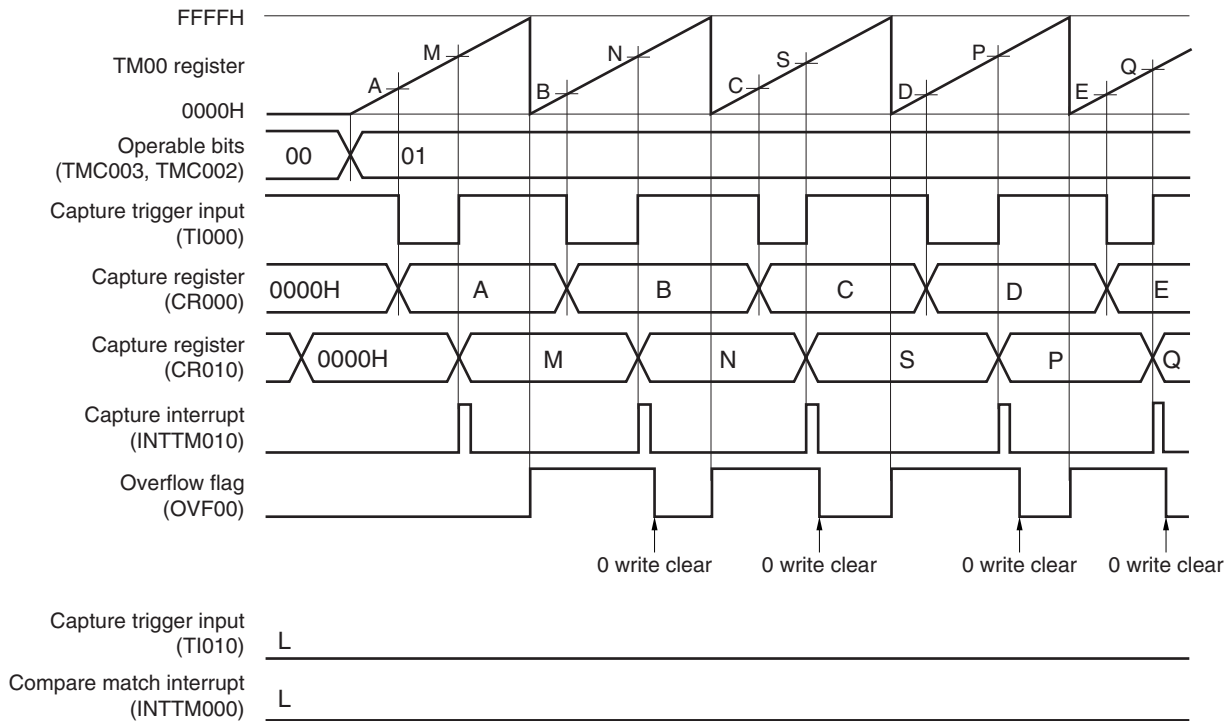 FFFFH
TM00 register
0000H
M
A
N
B
S
C
P
D
Q
E
Operable bits
(TMC003, TMC002)
00
01
Capture trigger input
(TI000)
Capture register
(CR000)
0000H
A
B
C
D
E
Capture register
(CR010)
0000H
M
N
S
P
Q
Capture interrupt
(INTTM010)
Overflow flag
(OVF00)
0 write clear
0 write clear
0 write clear
0 write clear
Capture trigger input
(TI010)
L
Compare match interrupt
(INTTM000)
L